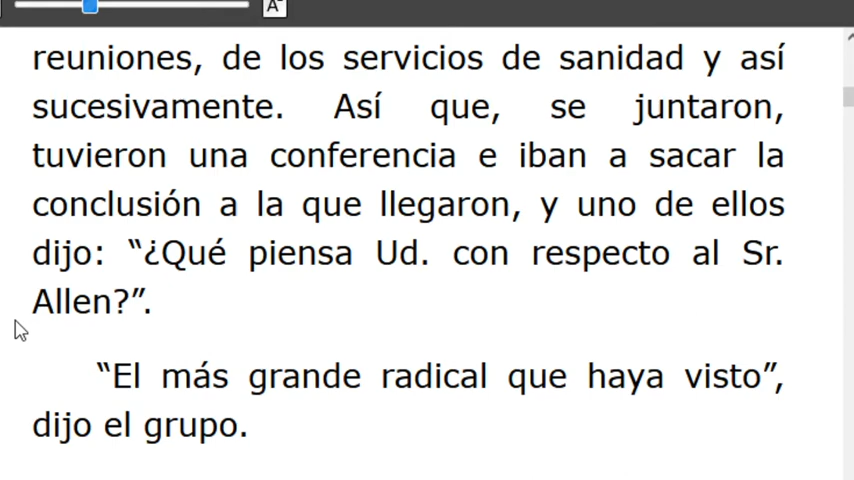 A
reuniones, de los servicios de sanidad y así
sucesivamente. Así que, se juntaron,
tuvieron una conferencia e iban a sacar la
conclusión a la que llegaron, y uno de ellos
dijo: “¿Qué piensa Ud. con respecto al Sr.
Allen?”.
“El más grande radical que haya visto”,
dijo el grupo.